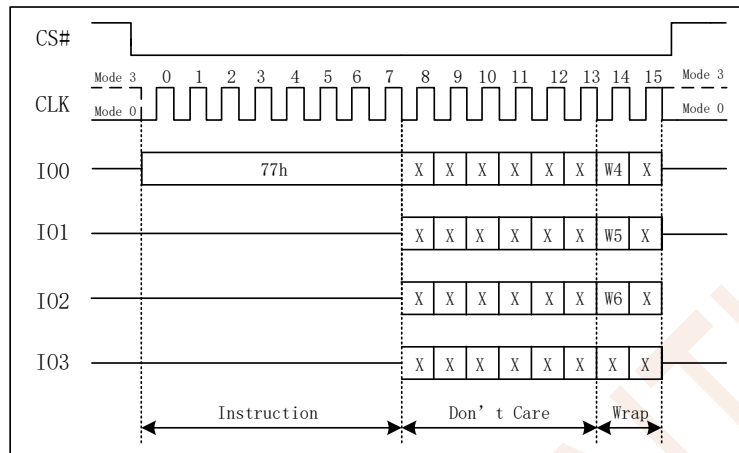 CS#
Mode 3 0 1 2 3 4 5 6 7 8 9 10 11 12 13 14 15 Mode 3
CLK
Mode 0 Mode 0
IO0 77h X X X X X X W4 X
IO1 X X X X X X W5 X
IO2 X X X X X X W6 X
IO3 X X X X X X X X
Instruction Don't Care Wrap